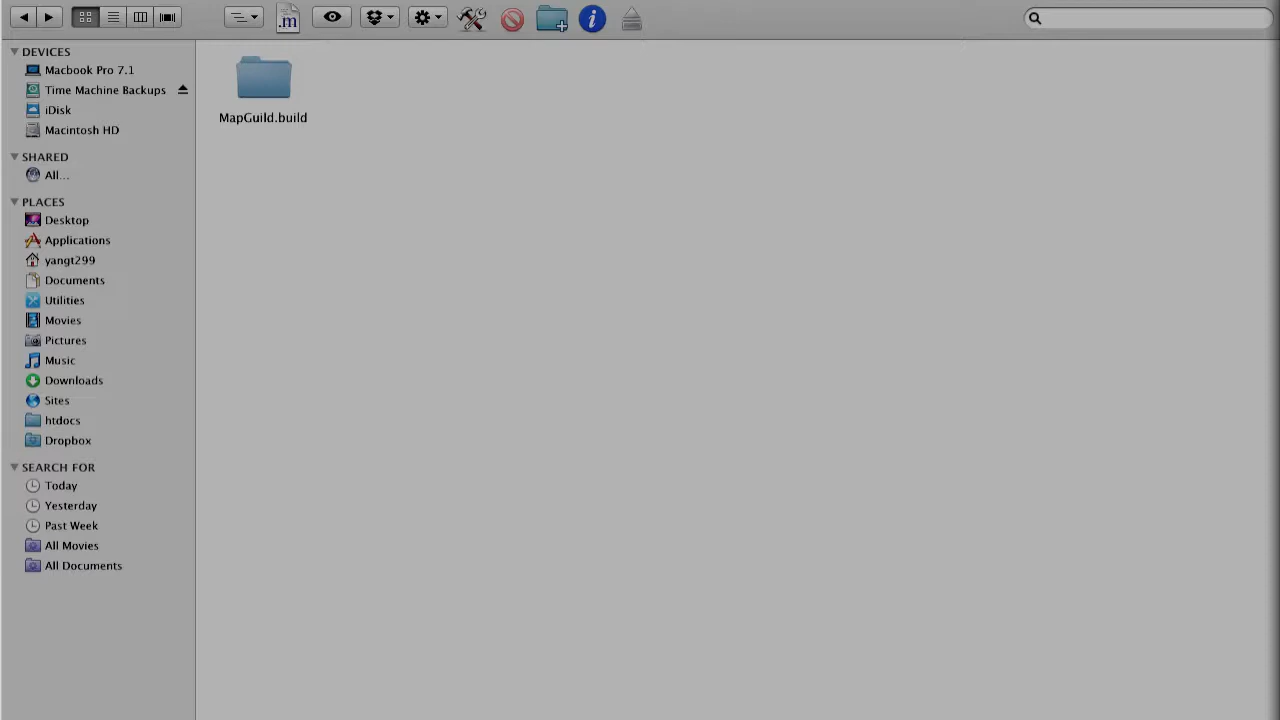 .m
DEVICES
Macbook Pro 7.1
Time Machine Backups
iDisk
Macintosh HD
SHARED
All...
PLACES
Desktop
Applications
yangt299
Documents
Utilities
Movies
Pictures
Music
Downloads
Sites
htdocs
Dropbox
SEARCH FOR
Today
Yesterday
Past Week
All Movies
All Documents
MapGuild.build